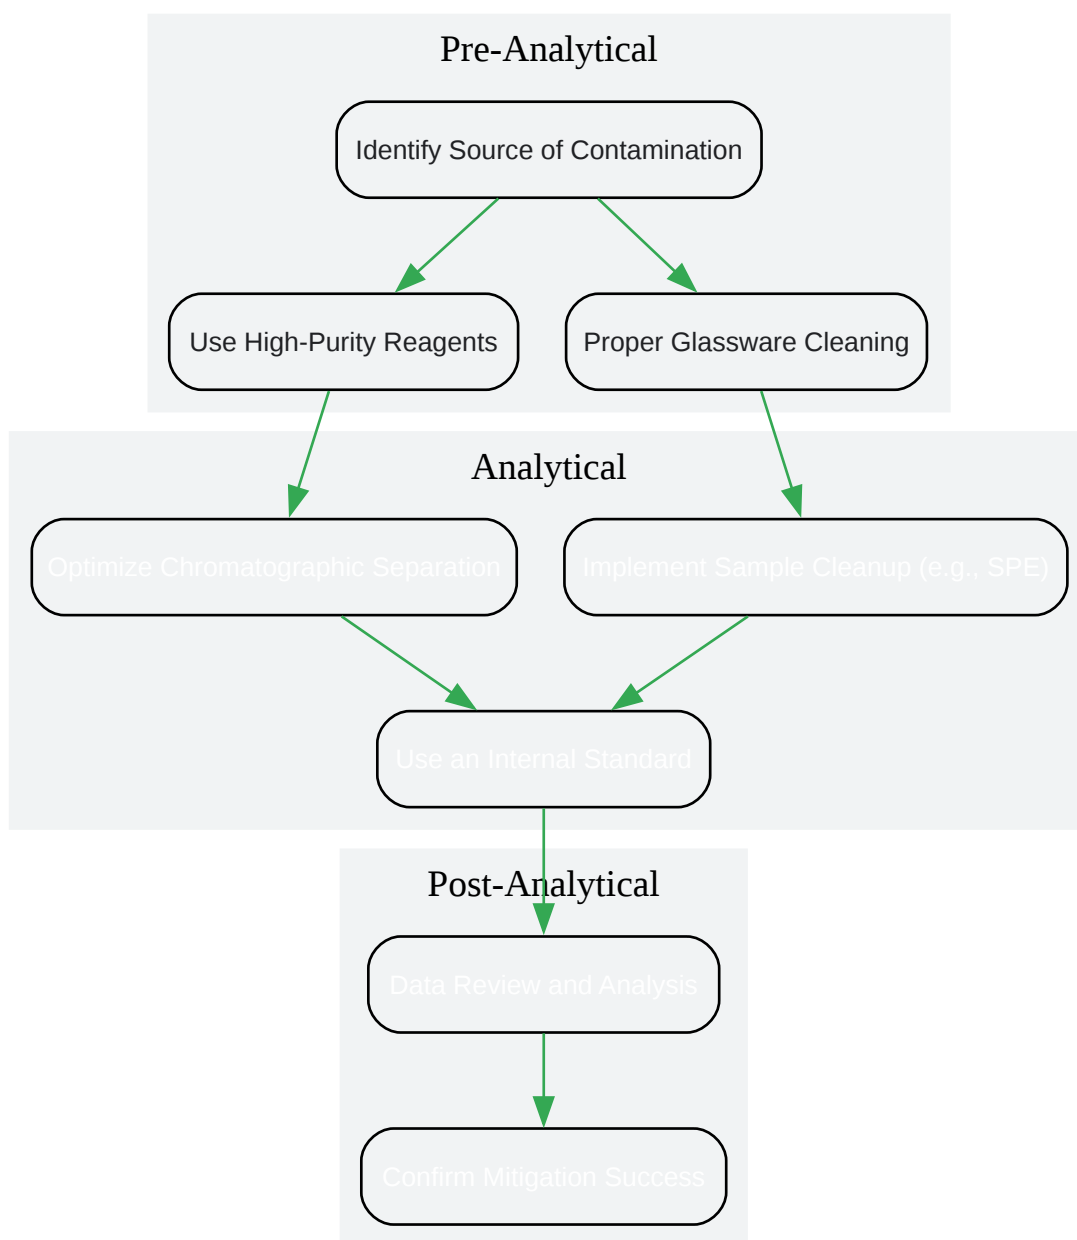 Pre-Analytical
Identify Source of Contamination
Use High-Purity Reagents
Proper Glassware Cleaning
Analytical
Optimize Chromatographic Separation
Implement Sample Cleanup (e.g., SPE)
Use an Internal Standard
Post-Analytical
Data Review and Analysis
Confirm Mitigation Success